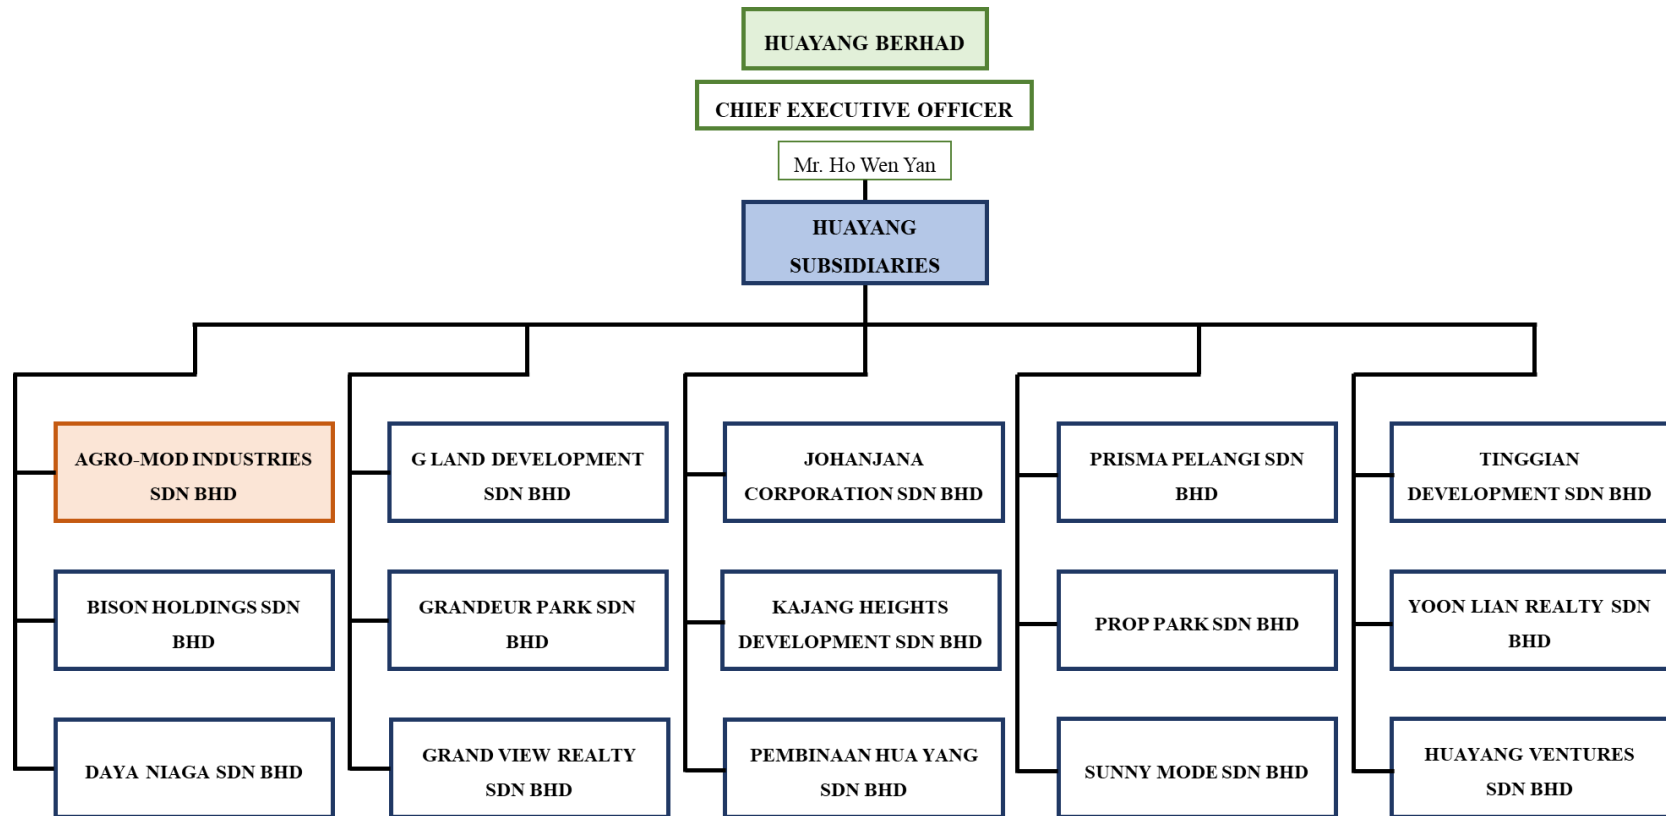 HUAYANG BERHAD
CHIEF EXECUTIVE OFFICER
Mr. Ho Wen Yan
HUAYANG
SUBSIDIARIES
AGRO-MOD INDUSTRIES
SDN BHD
G LAND DEVELOPMENT
SDN BHD
JOHANJANA
CORPORATION SDN BHD
PRISMA PELANGI SDN
BHD
TINGGIAN
DEVELOPMENT SDN BHD
BISON HOLDINGS SDN
BHD
GRANDEUR PARK SDN
BHD
KAJANG HEIGHTS
DEVELOPMENT SDN BHD
PROP PARK SDN BHD
YOON LIAN REALTY SDN
BHD
DAYA NIAGA SDN BHD
GRAND VIEW REALTY
SDN BHD
PEMBINAAN HUA YANG
SDN BHD
SUNNY MODE SDN BHD
HUAYANG VENTURES
SDN BHD